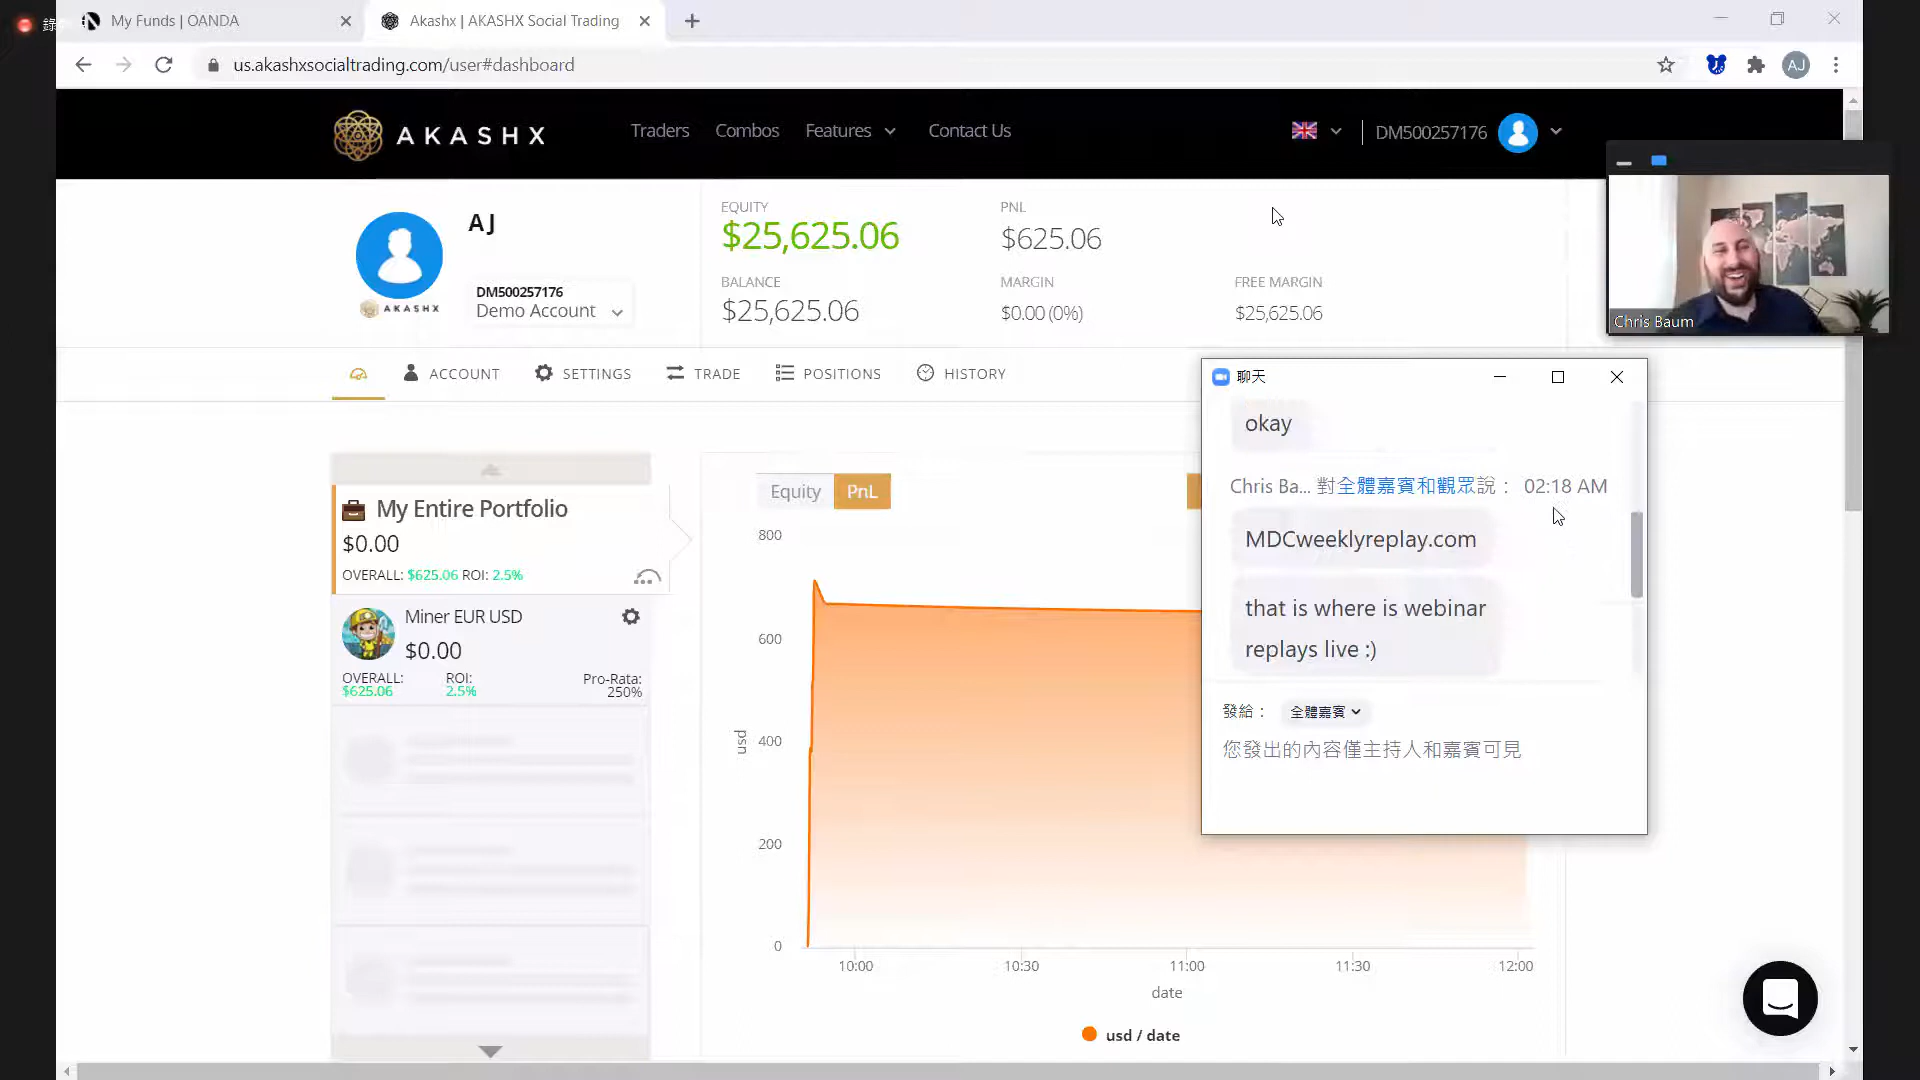 My Funds | OANDA
Akashx | AKASHX Social Trading
us.akashxsocialtrading.com/user#dashboard
AJ
AKASHX
Traders
Combos
Features
Contact Us
DM500257176
AJ
AKASHX
DM500257176
Demo Account
EQUITY
$25,625.06
PNL
$625.06
BALANCE
$25,625.06
MARGIN
$0.00 (0%)
FREE MARGIN
$25,625.06
Chris Baum
ACCOUNT
SETTINGS
TRADE
POSITIONS
HISTORY
My Entire Portfolio
$0.00
OVERALL: $625.06 ROI: 2.5%
Miner EUR USD
$0.00
OVERALL: ROI: Pro-Rata:
$625.06 2.5% 250%
Equity
PnL
800
600
400
200
0
usd
10:00
10:30
11:00
11:30
12:00
date
usd / date
聊天
okay
Chris Ba... 對全體嘉賓和觀眾說： 02:18 AM
MDCweeklyreplay.com
that is where is webinar
replays live :)
發給： 全體嘉賓
您發出的內容僅主持人和嘉賓可見